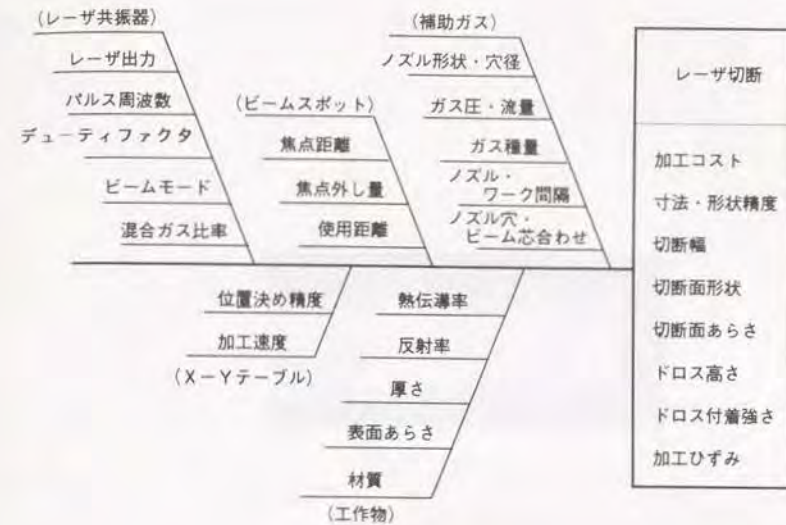 (レーザ共振器)
レーザ出力
パルス周波数
デューティファクタ
ビームモード
混合ガス比率
(ビームスポット)
焦点距離
焦点外し量
使用距離
(補助ガス)
ノズル形状・穴径
ガス圧・流量
ガス種量
ノズル・
ワーク間隔
ノズル穴・
ビーム芯合わせ
位置決め精度
加工速度
(X-Yテーブル)
熱伝導率
反射率
厚さ
表面あらさ
材質
(工作物)
レーザ切断
加工コスト
寸法・形状精度
切断幅
切断面形状
切断面あらさ
ドロス高さ
ドロス付着強さ
加工ひずみ